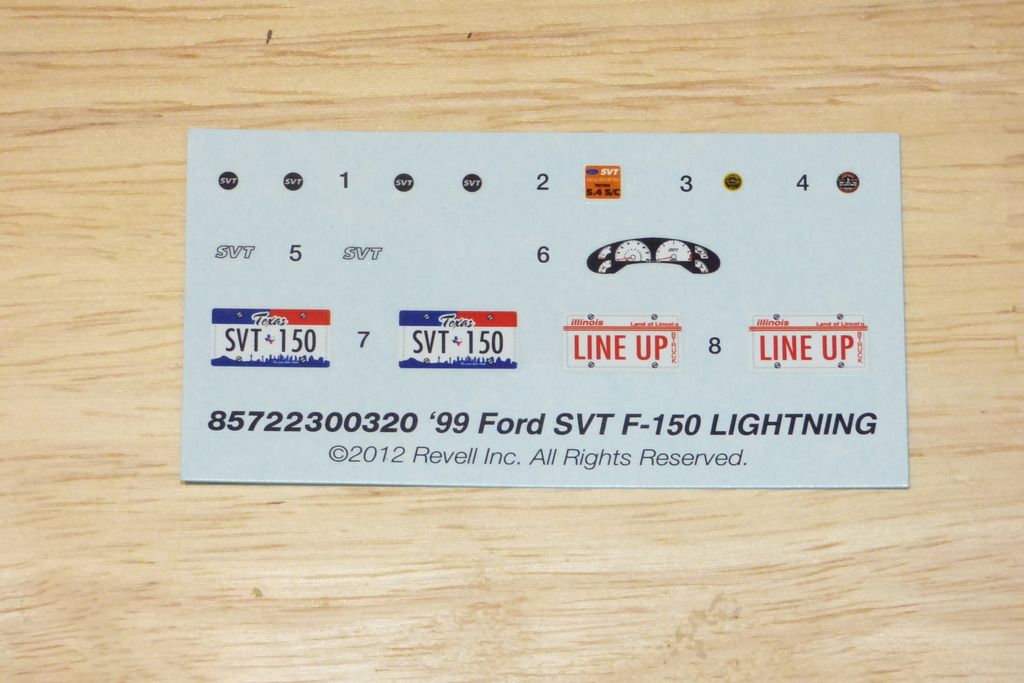 SVT SVT 1 SVT SVT 2 SVT 3 4
5.4 S/C
SVT 5 SVT 6
Texas 7 Texas illinois Land of Lincoln 8 illinois Land of Lincoln
SVT 150 SVT 150 LINE UP LINE UP
85722300320 '99 Ford SVT F-150 LIGHTNING
©2012 Revell Inc. All Rights Reserved.